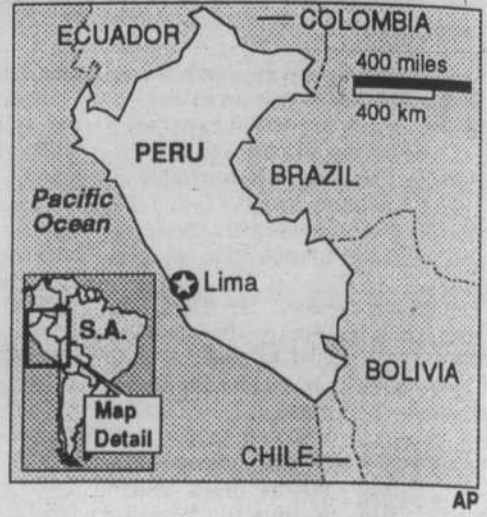 ECUADOR
COLOMBIA
400 miles
400 km
PERU
BRAZIL
Pacific
Ocean
Lima
S.A.
BOLIVIA
Map
Detail
CHILE
AP